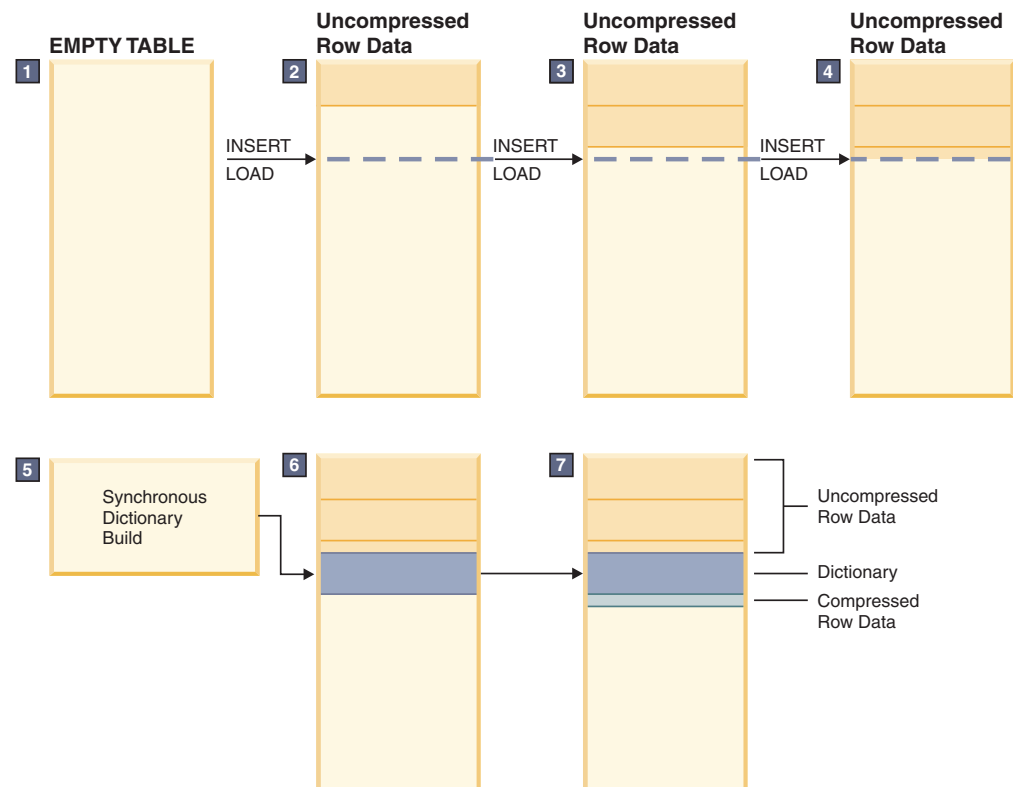 EMPTY TABLE
Uncompressed
Row Data
Uncompressed
Row Data
Uncompressed
Row Data
1
2
3
4
INSERT
LOAD
INSERT
LOAD
INSERT
LOAD
5
6
7
Synchronous
Dictionary
Build
Uncompressed
Row Data
Dictionary
Compressed
Row Data